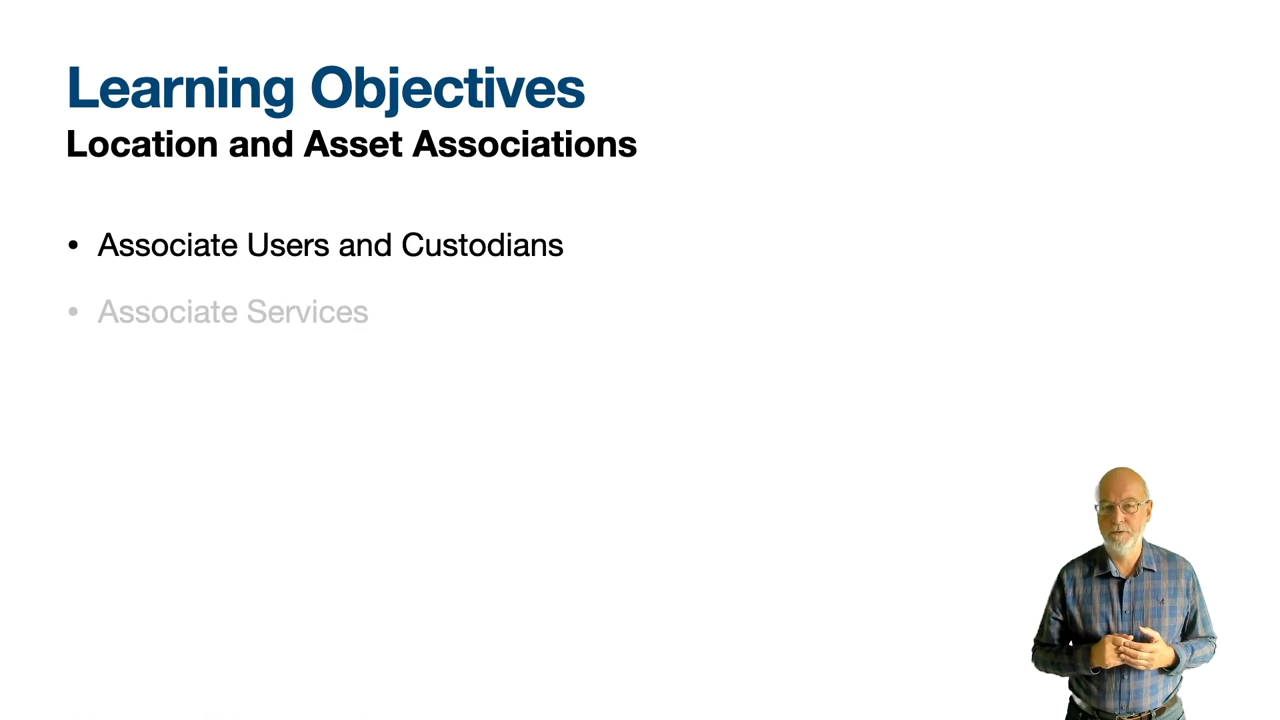 Learning Objectives
Location and Asset Associations
• Associate Users and Custodians
• Associate Services